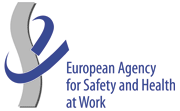 European Agency
for Safety and Health
at Work